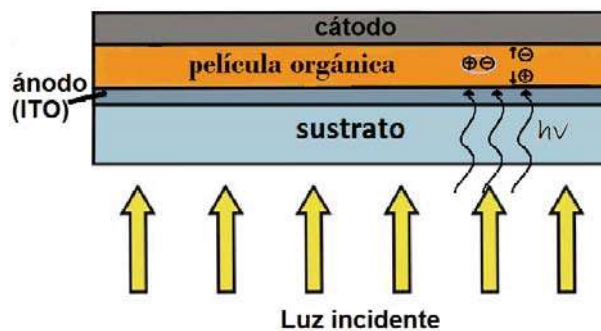 cátodo
película orgánica
⊕⊖
↑⊖
↓⊕
ánodo
(ITO)
sustrato
hν
Luz incidente